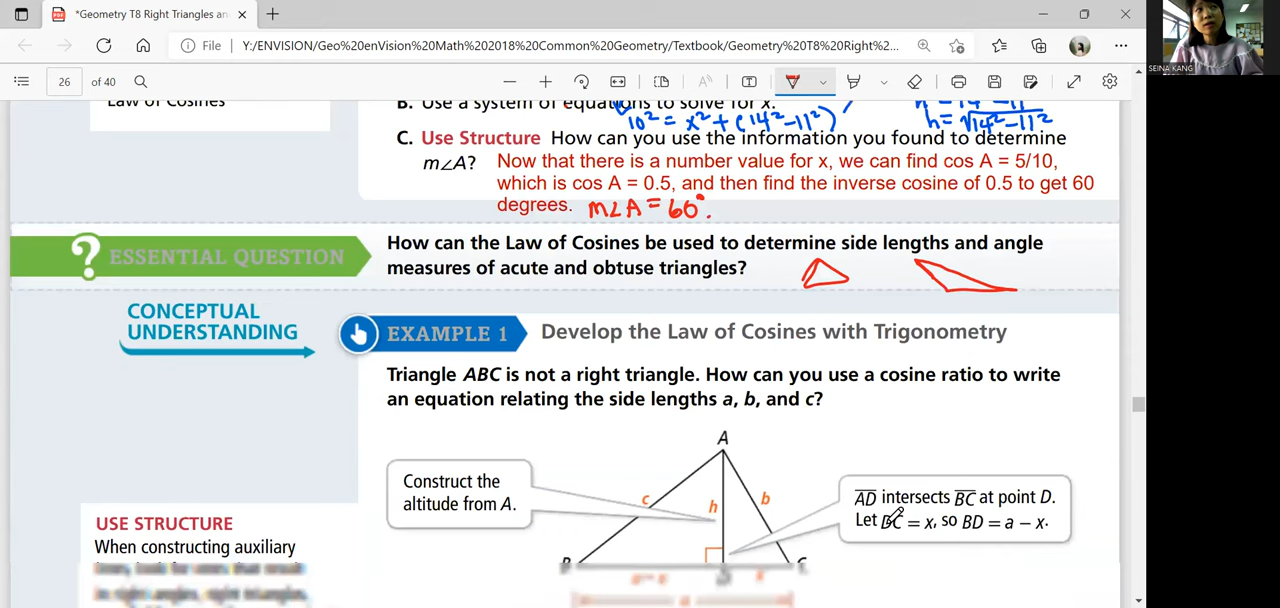 *Geometry T8 Right Triangles an
File
Y:/ENVISION/Geo%20enVision%20Math%202018%20Common%20Geometry/Textbook/Geometry%20T8%20Right%2...
SEINA KANG
26
of 40
Law of Cosines
B. Use a system of equations to solve for x.
10² = x² + (14² - 11²)
h = √14² - 11²
C. Use Structure How can you use the information you found to determine
m∠A?
Now that there is a number value for x, we can find cos A = 5/10,
which is cos A = 0.5, and then find the inverse cosine of 0.5 to get 60
degrees. m∠A = 60°.
?
ESSENTIAL QUESTION
How can the Law of Cosines be used to determine side lengths and angle
measures of acute and obtuse triangles?
CONCEPTUAL
UNDERSTANDING
EXAMPLE 1
Develop the Law of Cosines with Trigonometry
Triangle ABC is not a right triangle. How can you use a cosine ratio to write
an equation relating the side lengths a, b, and c?
A
Construct the
altitude from A.
c
h
b
AD intersects BC at point D.
Let DC = x, so BD = a − x.
USE STRUCTURE
When constructing auxiliary